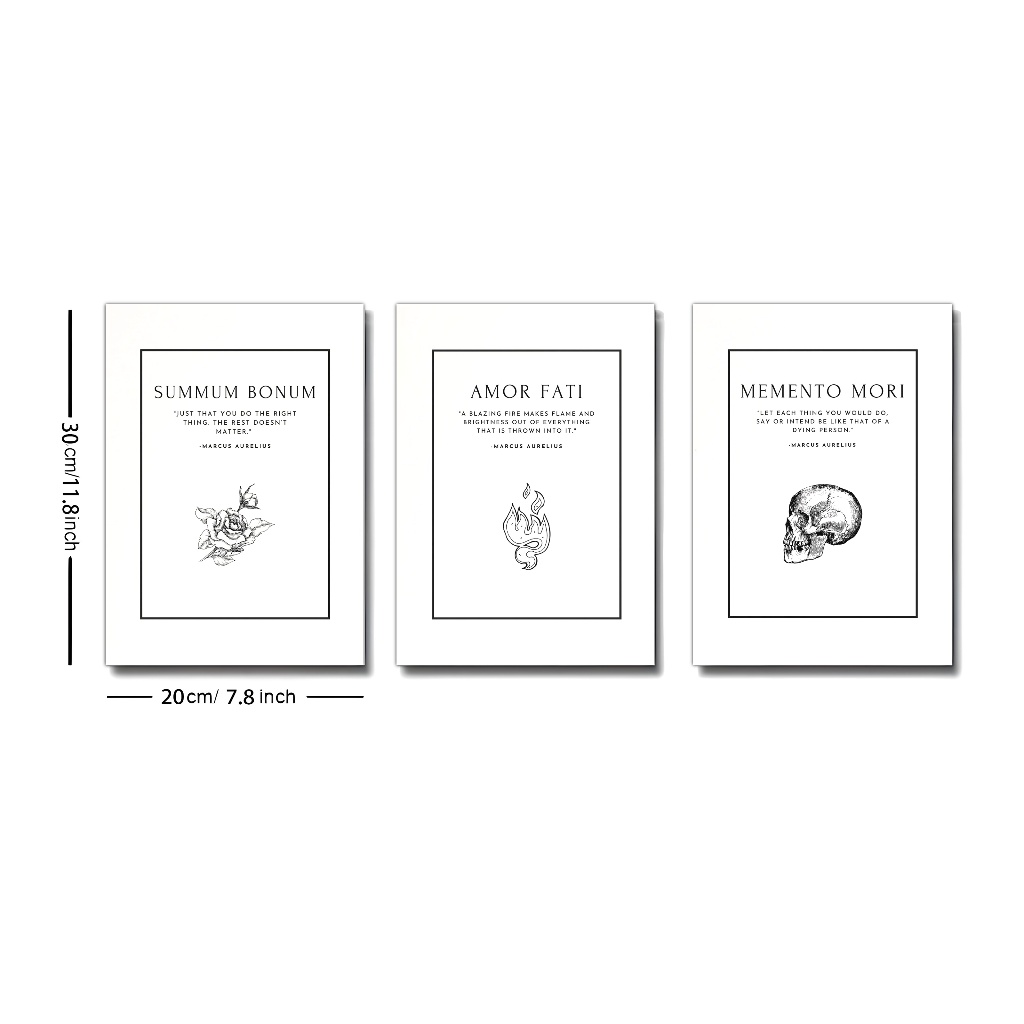 SUMMUM BONUM
"JUST THAT YOU DO THE RIGHT
THING. THE REST DOESN'T
MATTER."
-MARCUS AURELIUS
AMOR FATI
"A BLAZING FIRE MAKES FLAME AND
BRIGHTNESS OUT OF EVERYTHING
THAT IS THROWN INTO IT."
-MARCUS AURELIUS
MEMENTO MORI
"LET EACH THING YOU WOULD DO,
SAY OR INTEND BE LIKE THAT OF A
DYING PERSON."
-MARCUS AURELIUS
30cm/11.8inch
20cm/ 7.8 inch